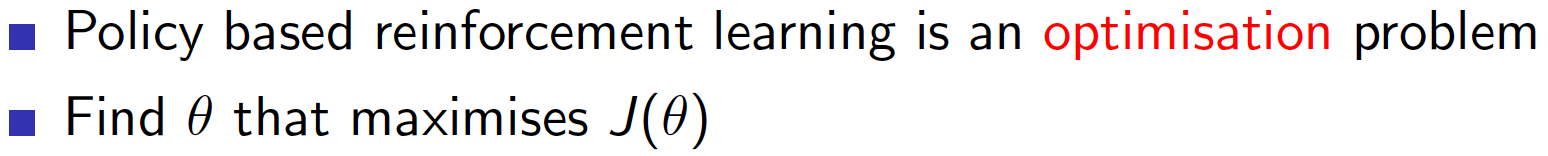 Policy based reinforcement learning is an optimisation problem
Find θ that maximises J(θ)